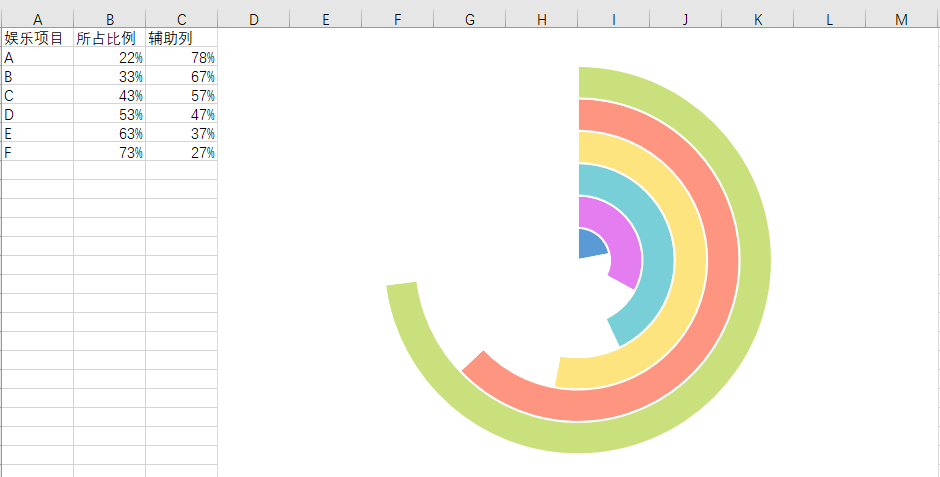 A B C D E F G H I J K L M
娱乐项目 所占比例 辅助列
A 22% 78%
B 33% 67%
C 43% 57%
D 53% 47%
E 63% 37%
F 73% 27%